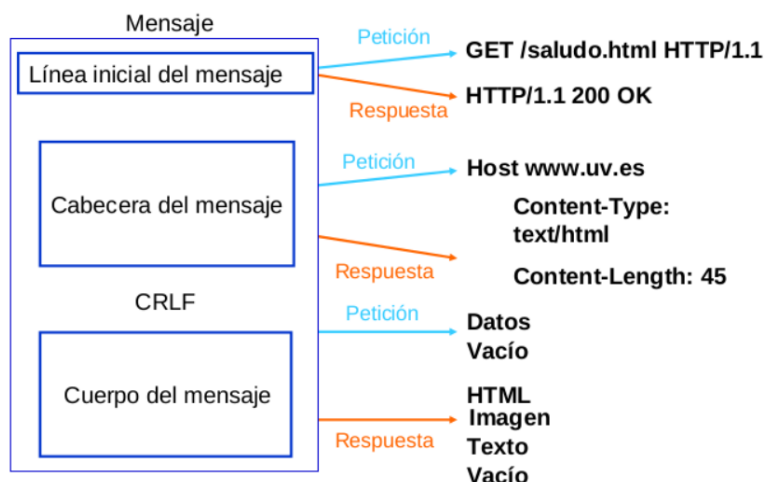 Mensaje
Línea inicial del mensaje
Petición
GET /saludo.html HTTP/1.1
Respuesta
HTTP/1.1 200 OK
Cabecera del mensaje
Petición
Host www.uv.es
Respuesta
Content-Type:
text/html
Content-Length: 45
CRLF
Cuerpo del mensaje
Petición
Datos
Vacío
Respuesta
HTML
Imagen
Texto
Vacío